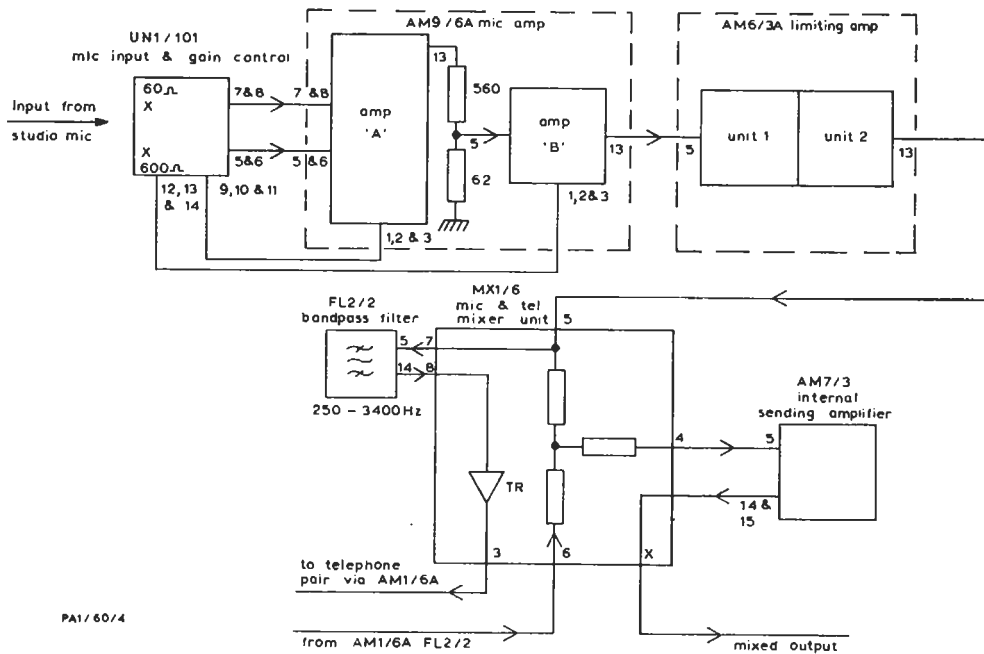 AM9/6A mic amp
AM6/3A limiting amp
UN1/101
mic input & gain control
Input from
studio mic
60Ω
X
X
600Ω
7&8
7 &8
5&6
5 &6
12, 13
& 14
9,10 &11
amp
'A'
1,2 & 3
13
560
5
62
amp
'B'
13
1,2&3
5
unit 1
unit 2
13
FL2/2
bandpass filter
250 – 3400Hz
5
7
14
8
MX1/6
mic & tel
mixer unit
5
TR
4
5
AM7/3
internal
sending amplifier
14 &
15
3
6
X
to telephone
pair via AM1/6A
from AM1/6A FL2/2
mixed output
PA1/60/4